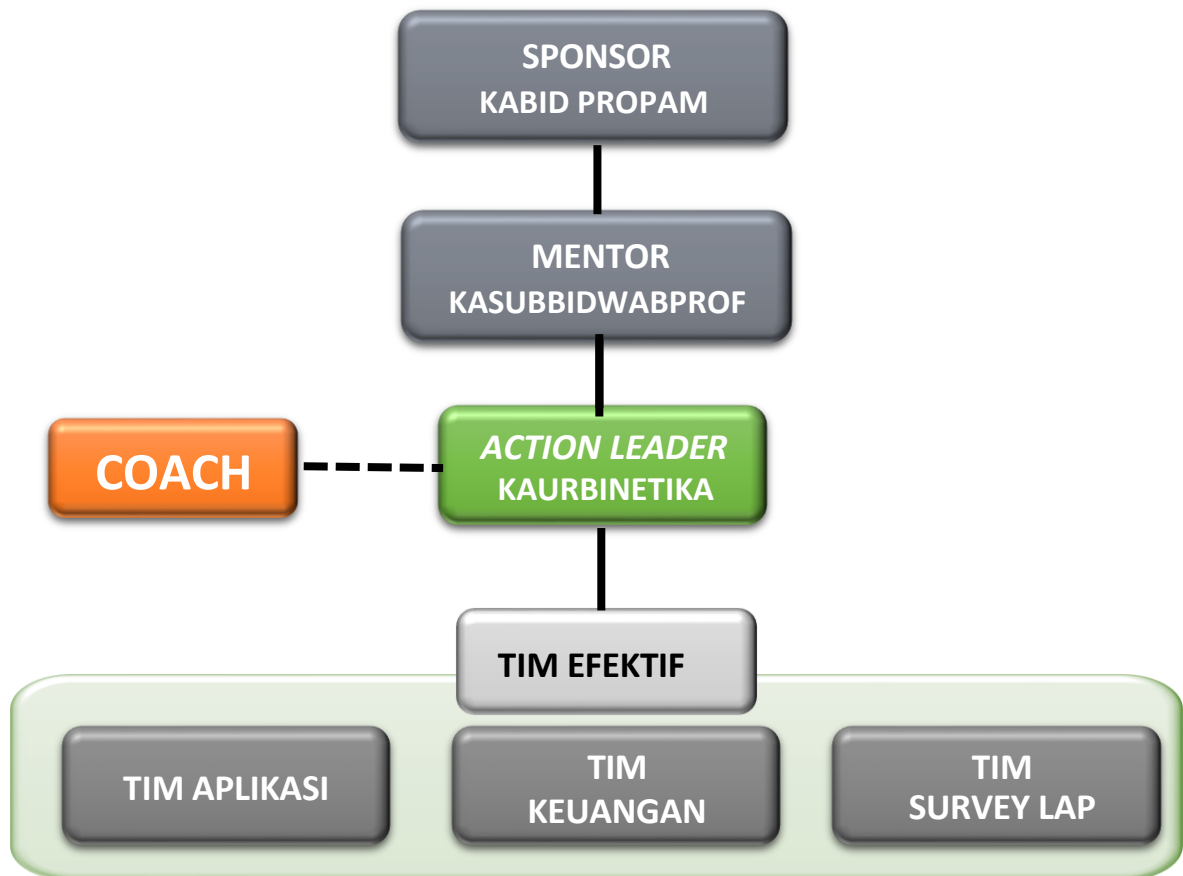 SPONSOR
KABID PROPAM
MENTOR
KASUBBIDWABPROF
COACH
ACTION LEADER
KAURBINETIKA
TIM EFEKTIF
TIM APLIKASI
TIM
KEUANGAN
TIM
SURVEY LAP